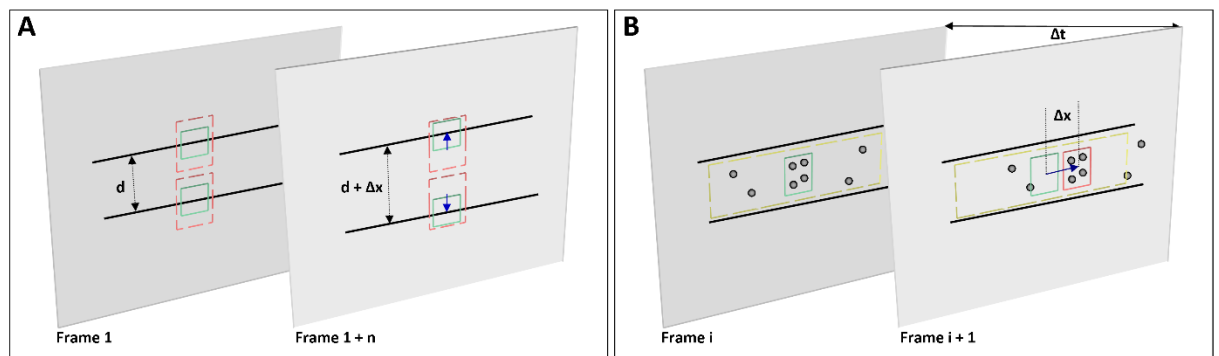 A
d
Frame 1
d + Δx
Frame 1 + n
B
Δt
Δx
Frame i
Frame i + 1